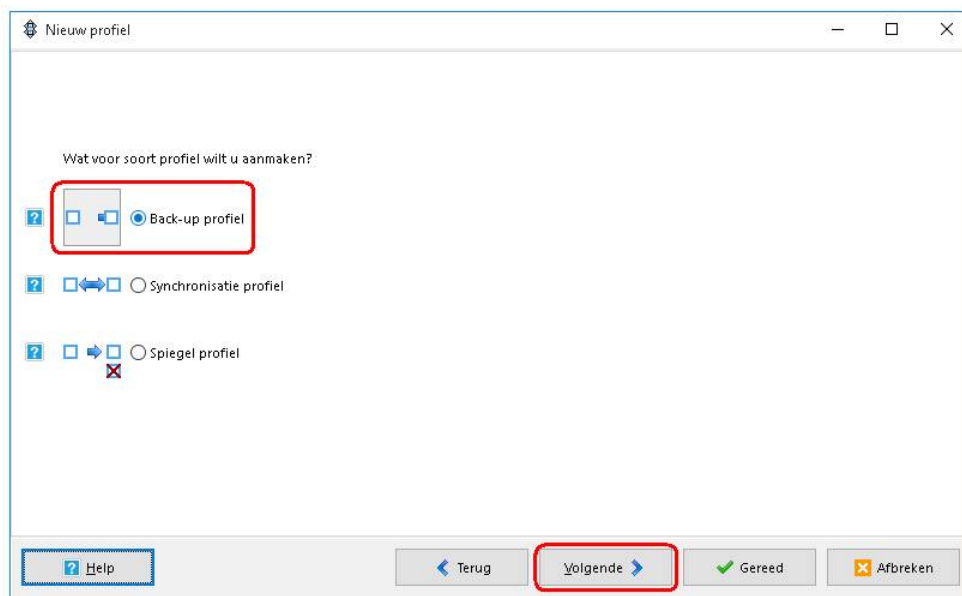 Nieuw profiel
Wat voor soort profiel wilt u aanmaken?
? Back-up profiel
? Synchronisatie profiel
? Spiegel profiel
? Help Terug Volgende Gereed Afbreken